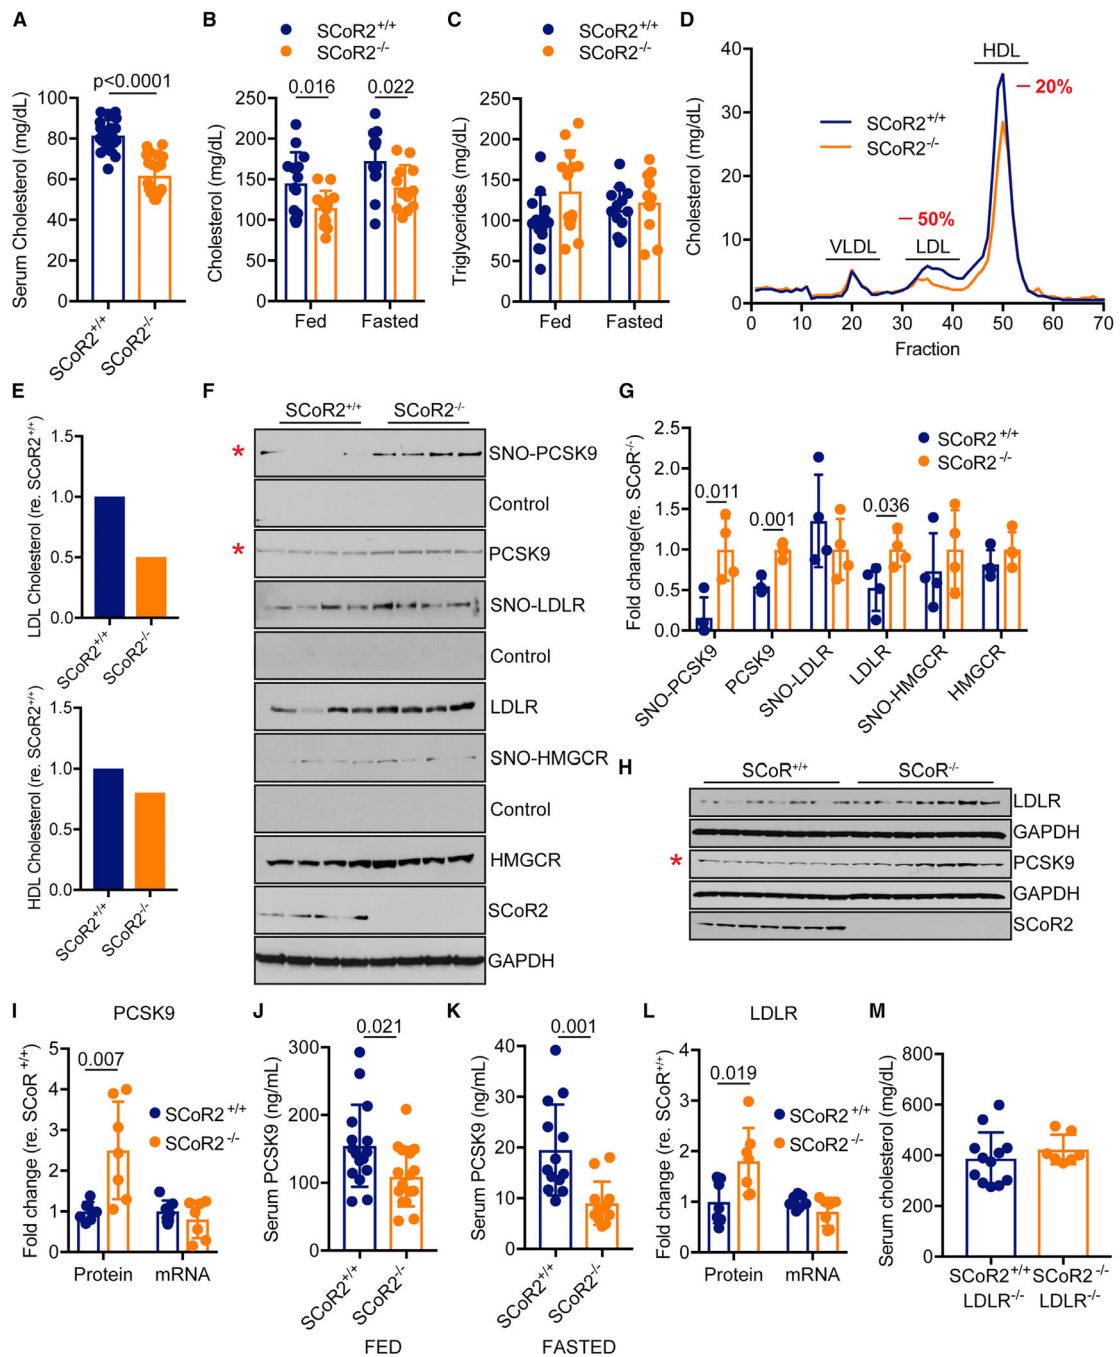 A
p<0.0001
Serum Cholesterol (mg/dL)
100
80
60
40
20
0
SCoR2+/+
SCoR2-/-
B
SCoR2+/+
SCoR2-/-
0.016
0.022
Cholesterol (mg/dL)
250
200
150
100
50
0
Fed
Fasted
C
SCoR2+/+
SCoR2-/-
Triglycerides (mg/dL)
250
200
150
100
50
0
Fed
Fasted
D
HDL
— 20%
SCoR2+/+
SCoR2-/-
— 50%
VLDL
LDL
Cholesterol (mg/dL)
40
30
20
10
0
0 10 20 30 40 50 60 70
Fraction
E
LDL Cholesterol (re. SCoR2+/+)
1.5
1.0
0.5
0.0
SCoR2+/+
SCoR2-/-
HDL Cholesterol (re. SCoR2+/+)
1.5
1.0
0.5
0.0
SCoR2+/+
SCoR2-/-
F
SCoR2+/+ SCoR2-/-
* SNO-PCSK9
Control
* PCSK9
SNO-LDLR
Control
LDLR
SNO-HMGCR
Control
HMGCR
SCoR2
GAPDH
G
SCoR2 +/+
SCoR2 -/-
Fold change(re. SCoR-/-)
2.5
2.0
1.5
1.0
0.5
0.0
0.011
0.001
0.036
SNO-PCSK9
PCSK9
SNO-LDLR
LDLR
SNO-HMGCR
HMGCR
H
SCoR+/+ SCoR-/-
LDLR
GAPDH
* PCSK9
GAPDH
SCoR2
I
PCSK9
Fold change (re. SCoR +/+)
5
4
3
2
1
0
0.007
SCoR2 +/+
SCoR2 -/-
Protein
mRNA
J
0.021
Serum PCSK9 (ng/mL)
300
200
100
0
SCoR2+/+
SCoR2-/-
FED
K
0.001
Serum PCSK9 (ng/mL)
40
30
20
10
0
SCoR2+/+
SCoR2-/-
FASTED
L
LDLR
Fold change (re. SCoR+/+)
4
3
2
1
0
0.019
SCoR2 +/+
SCoR2 -/-
Protein
mRNA
M
Serum cholesterol (mg/dL)
800
600
400
200
0
SCoR2+/+ SCoR2-/-
LDLR-/- LDLR-/-